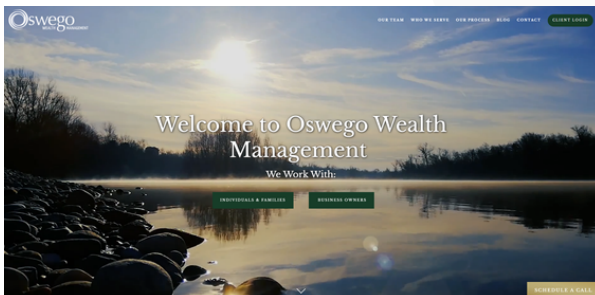 Oswego
WEALTH MANAGEMENT
OUR TEAM WHO WE SERVE OUR PROCESS BLOG CONTACT CLIENT LOGIN
Welcome to Oswego Wealth
Management
We Work With:
INDIVIDUALS & FAMILIES BUSINESS OWNERS
SCHEDULE A CALL